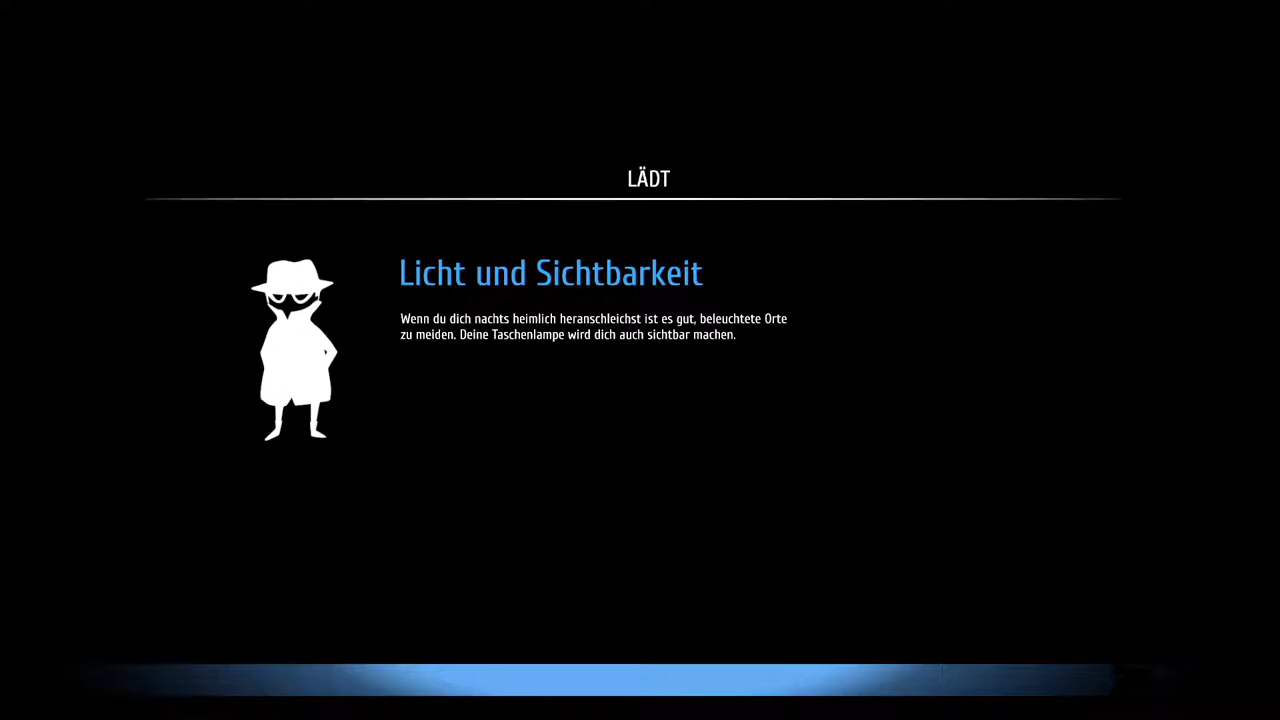 LÄDT
Licht und Sichtbarkeit
Wenn du dich nachts heimlich heranschleichst ist es gut, beleuchtete Orte
zu meiden. Deine Taschenlampe wird dich auch sichtbar machen.